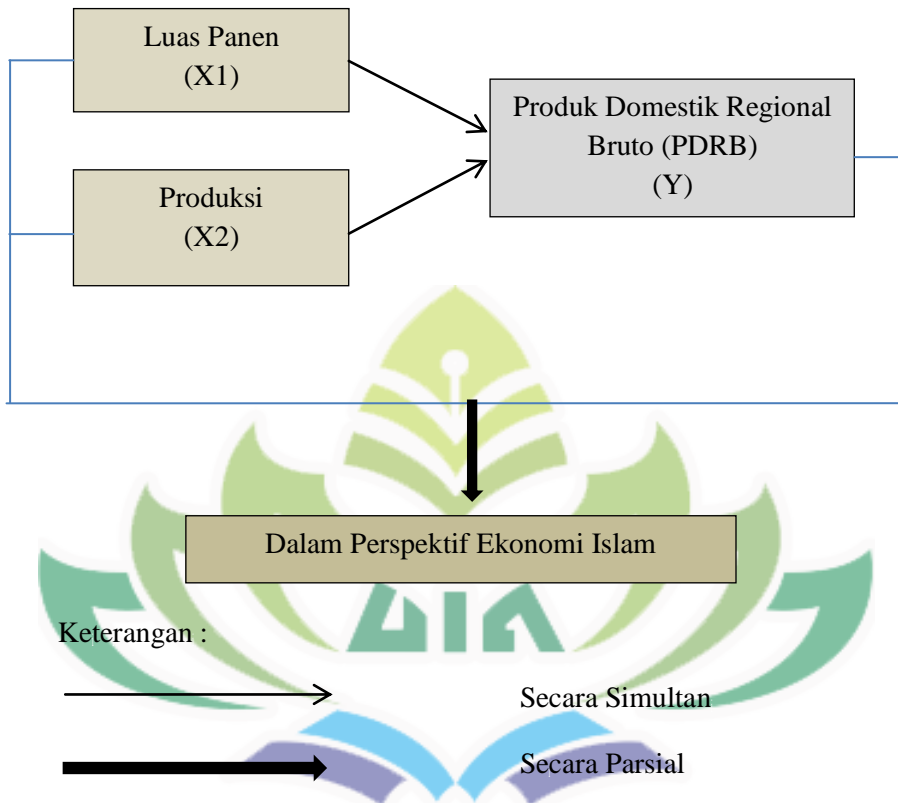 Luas Panen
(X1)
Produk Domestik Regional
Bruto (PDRB)
(Y)
Produksi
(X2)
Dalam Perspektif Ekonomi Islam
UIN
Keterangan :
Secara Simultan
Secara Parsial